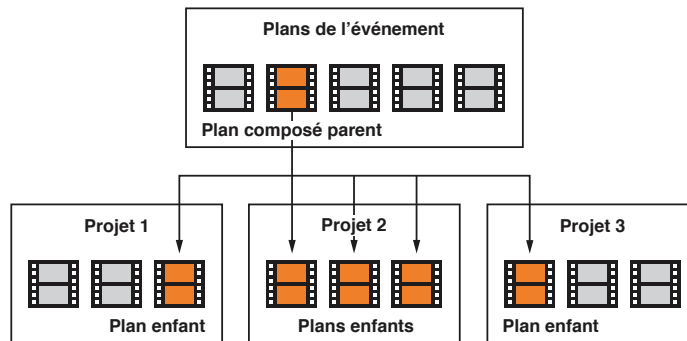 Plans de l’événement
Plan composé parent
Projet 1
Projet 2
Projet 3
Plan enfant
Plans enfants
Plan enfant